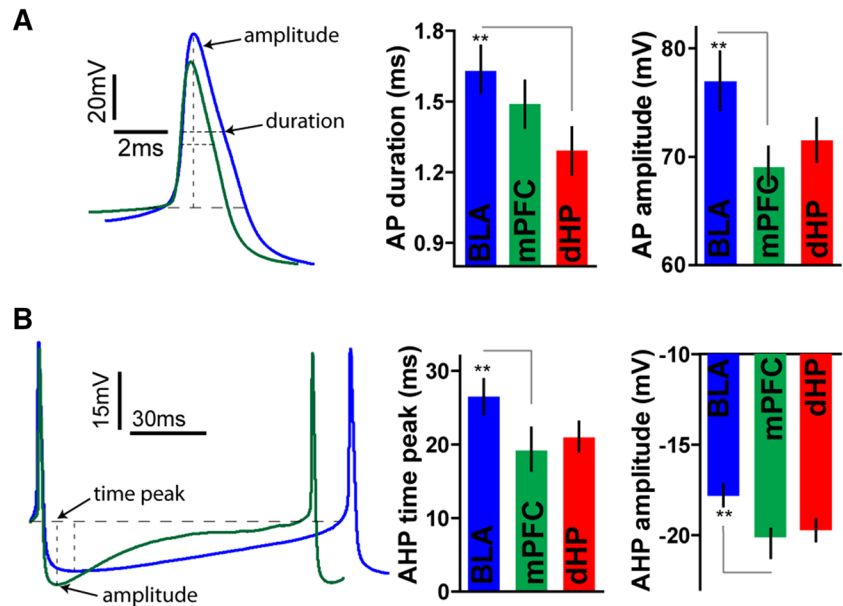 A
amplitude
duration
20mV
2ms
AP duration (ms)
1.8
1.5
1.2
0.9
**
BLA
mPFC
dHP
AP amplitude (mV)
80
70
60
**
BLA
mPFC
dHP
B
15mV
30ms
time peak
amplitude
AHP time peak (ms)
30
20
10
0
**
BLA
mPFC
dHP
AHP amplitude (mV)
-10
-15
-20
BLA
mPFC
dHP
**